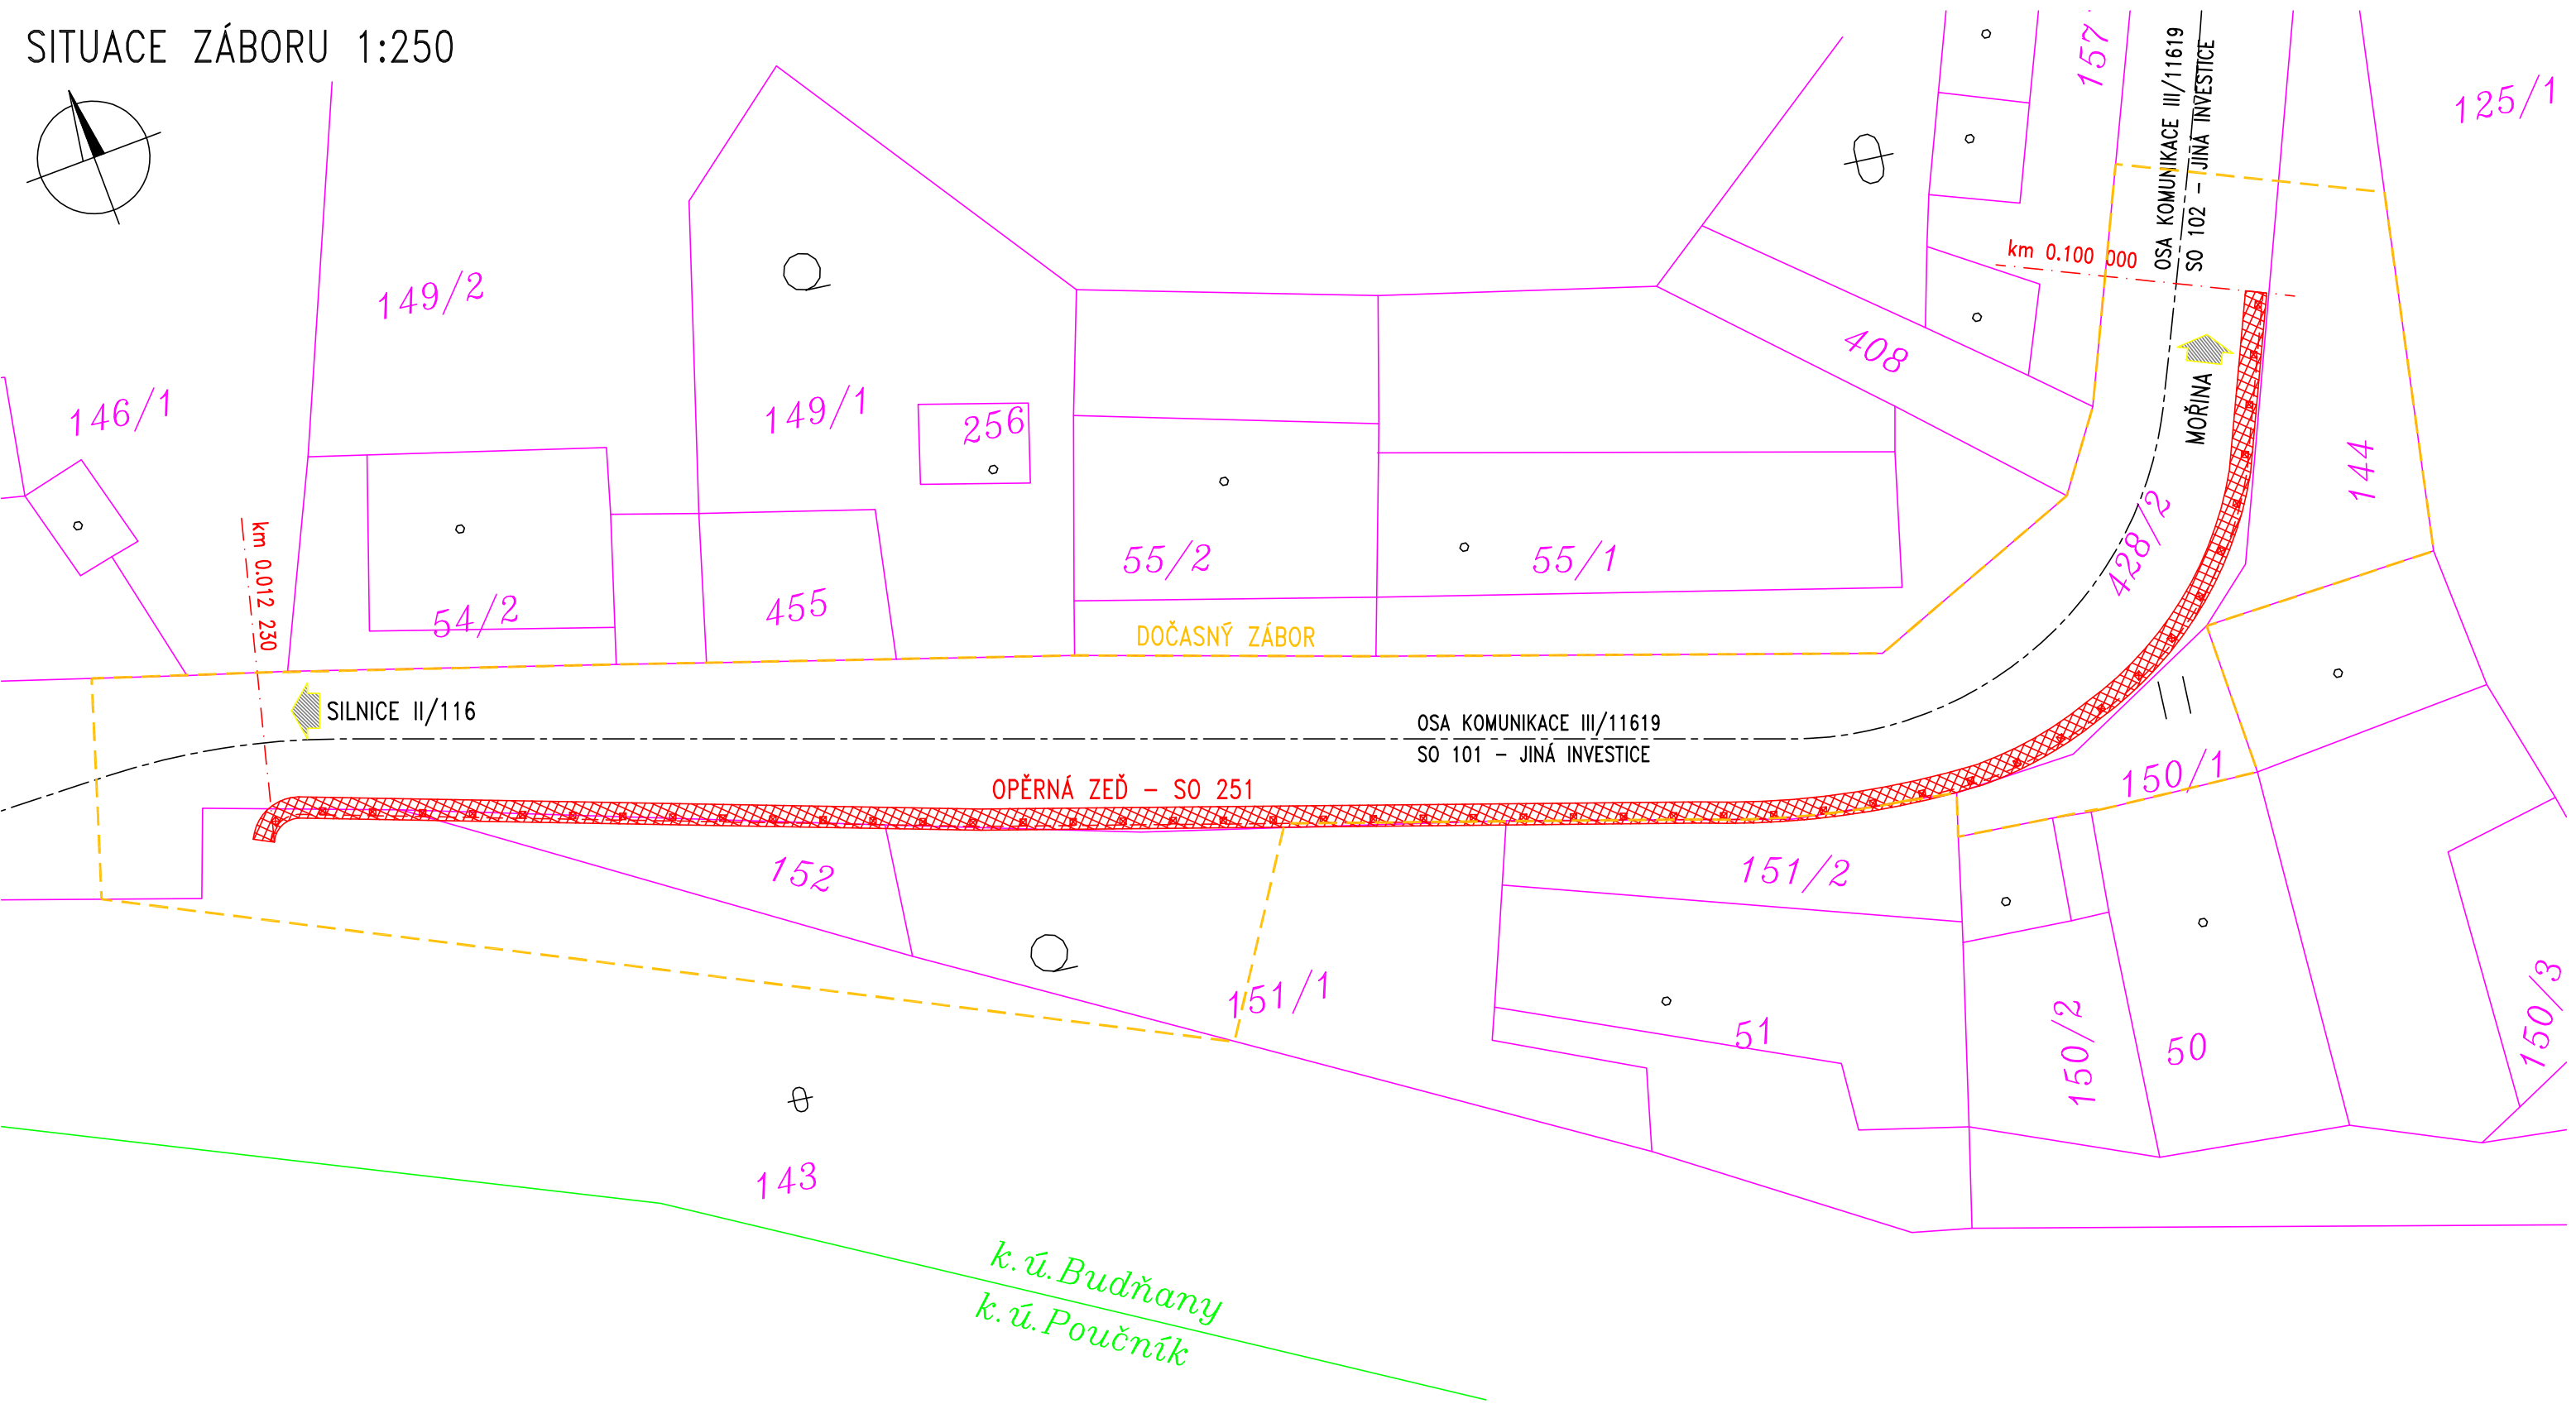 SITUACE ZÁBORU 1:250
157
OSA KOMUNIKACE III/11619
SO 102 - JINÁ INVESTICE
125/1
km 0.100 000
149/2
408
MOŘINA
146/1
149/1
256
144
km 0.012 230
54/2
455
55/2
55/1
428/2
DOČASNÝ ZÁBOR
SILNICE II/116
OSA KOMUNIKACE III/11619
SO 101 - JINÁ INVESTICE
OPĚRNÁ ZEĎ - SO 251
150/1
152
151/2
151/1
51
150/2
50
150/3
143
k.ú.Budňany
k.ú.Poučník